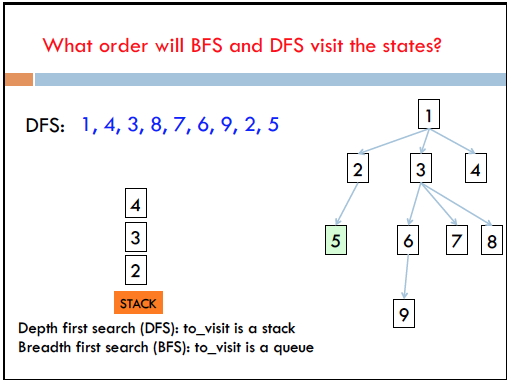 What order will BFS and DFS visit the states?
DFS: 1, 4, 3, 8, 7, 6, 9, 2, 5
1
2 3 4
5 6 7 8
9
4
3
2
STACK
Depth first search (DFS): to_visit is a stack
Breadth first search (BFS): to_visit is a queue